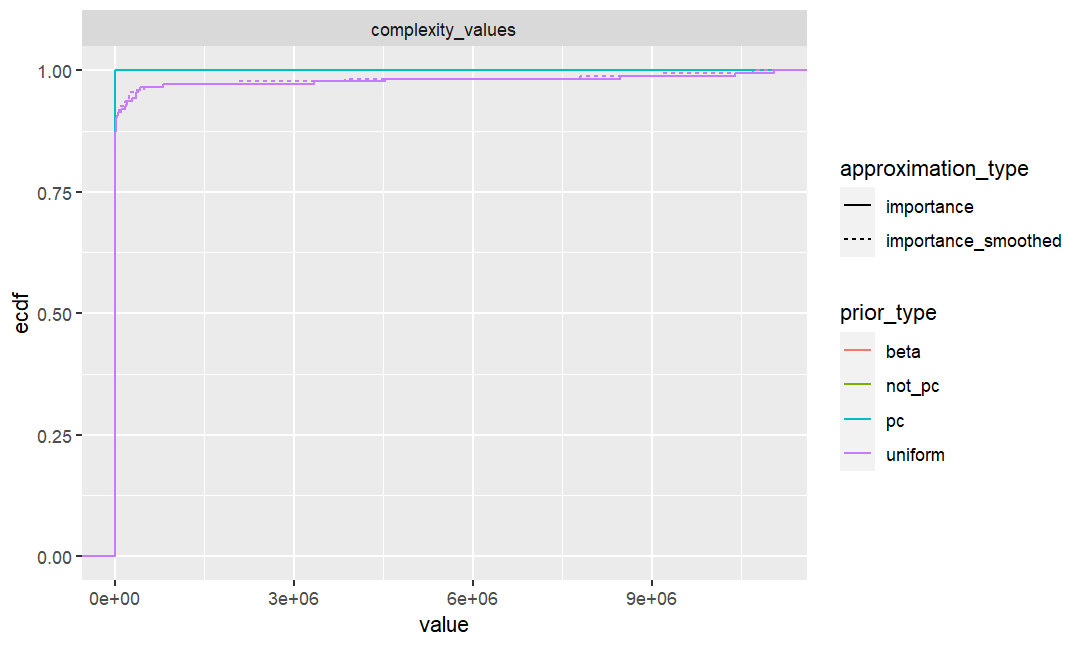 complexity_values
1.00
0.75
0.50
0.25
0.00
ecdf
0e+00
3e+06
6e+06
9e+06
value
approximation_type
importance
importance_smoothed
prior_type
beta
not_pc
pc
uniform